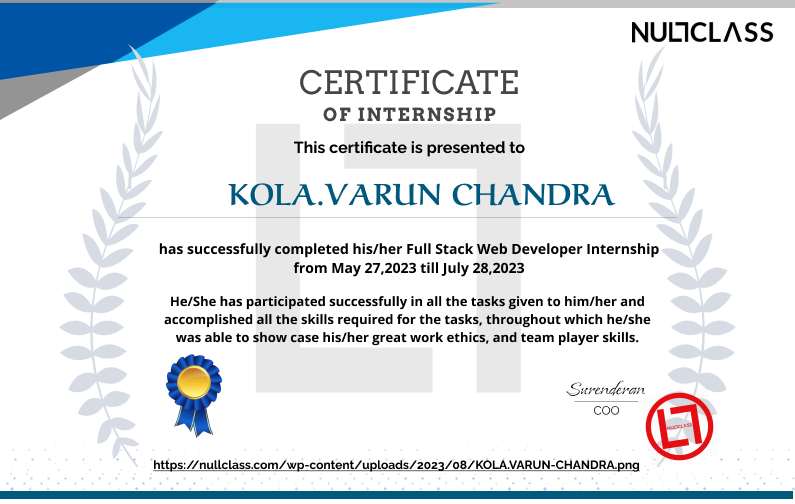 NULLCLASS
CERTIFICATE
OF INTERNSHIP
This certificate is presented to
KOLA.VARUN CHANDRA
has successfully completed his/her Full Stack Web Developer Internship
from May 27,2023 till July 28,2023
He/She has participated successfully in all the tasks given to him/her and
accomplished all the skills required for the tasks, throughout which he/she
was able to show case his/her great work ethics, and team player skills.
Surenderan
COO
NULLCLASS
https://nullclass.com/wp-content/uploads/2023/08/KOLA.VARUN-CHANDRA.png